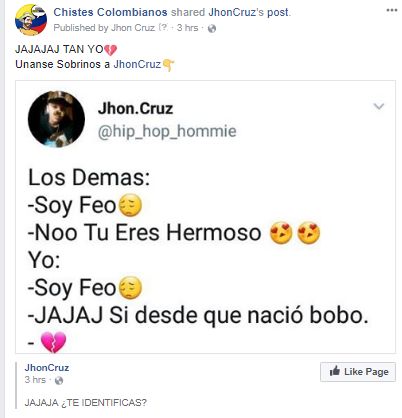 Chistes Colombianos shared JhonCruz's post.
Published by Jhon Cruz [?] · 3 hrs ·
JAJAJAJ TAN YO💔
Unanse Sobrinos a JhonCruz👇
Jhon.Cruz
@hip_hop_hommie
Los Demas:
-Soy Feo😔
-Noo Tu Eres Hermoso 😍😍
Yo:
-Soy Feo😔
-JAJAJ Si desde que nació bobo.
- 💔
JhonCruz
3 hrs ·
Like Page
JAJAJA ¿TE IDENTIFICAS?